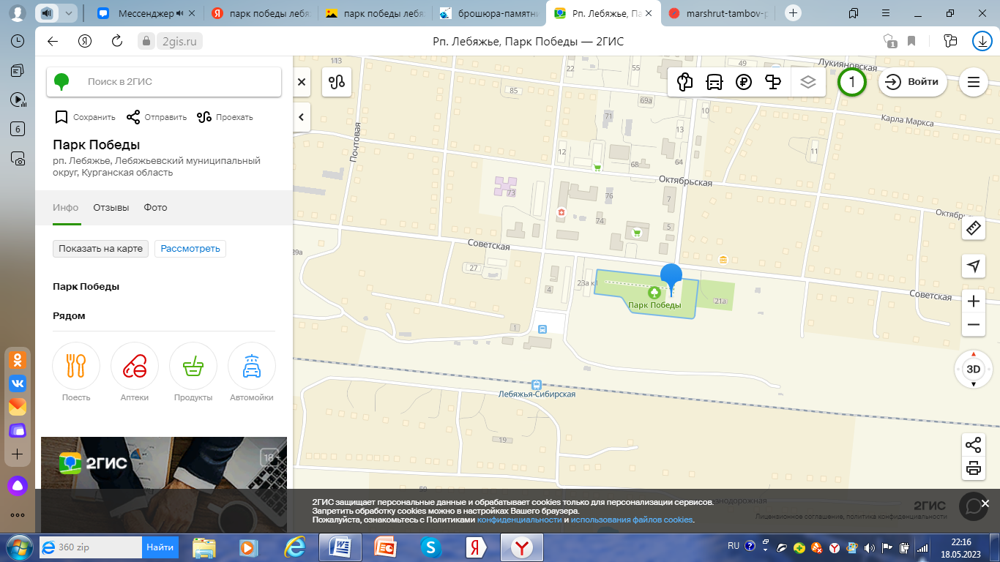 Мессенджер
парк победы лебя
парк победы лебя
брошюра-памятни
Рп. Лебяжье, Па
marshrut-tambov-p
2gis.ru
Рп. Лебяжье, Парк Победы — 2ГИС
1
Поиск в 2ГИС
1
Войти
Сохранить
Отправить
Проехать
Парк Победы
рп. Лебяжье, Лебяжьевский муниципальный
округ, Курганская область
Инфо
Отзывы
Фото
Показать на карте
Рассмотреть
Парк Победы
Рядом
Поесть
Аптеки
Продукты
Автомойки
2ГИС
18+
6
113
22
55
49
Лукияновская
85
69а
71
10
Карла Маркса
13
Почтовая
12
68
64
11
Октябрьская
73
76
7
74
5
Октябрьс
Советская
29а
27
4
23а к1
Парк Победы
21а
Советская
1
Лебяжья-Сибирская
19
59
3D
нодорожная
2ГИС защищает персональные данные и обрабатывает cookies только для персонализации сервисов.
Запретить обработку cookies можно в настройках Вашего браузера.
Пожалуйста, ознакомьтесь с Политиками конфиденциальности и использования файлов cookies.
2ГИС
Лицензионное соглашение, политика конфиденциальности
360 zip
Найти
RU
22:16
18.05.2023